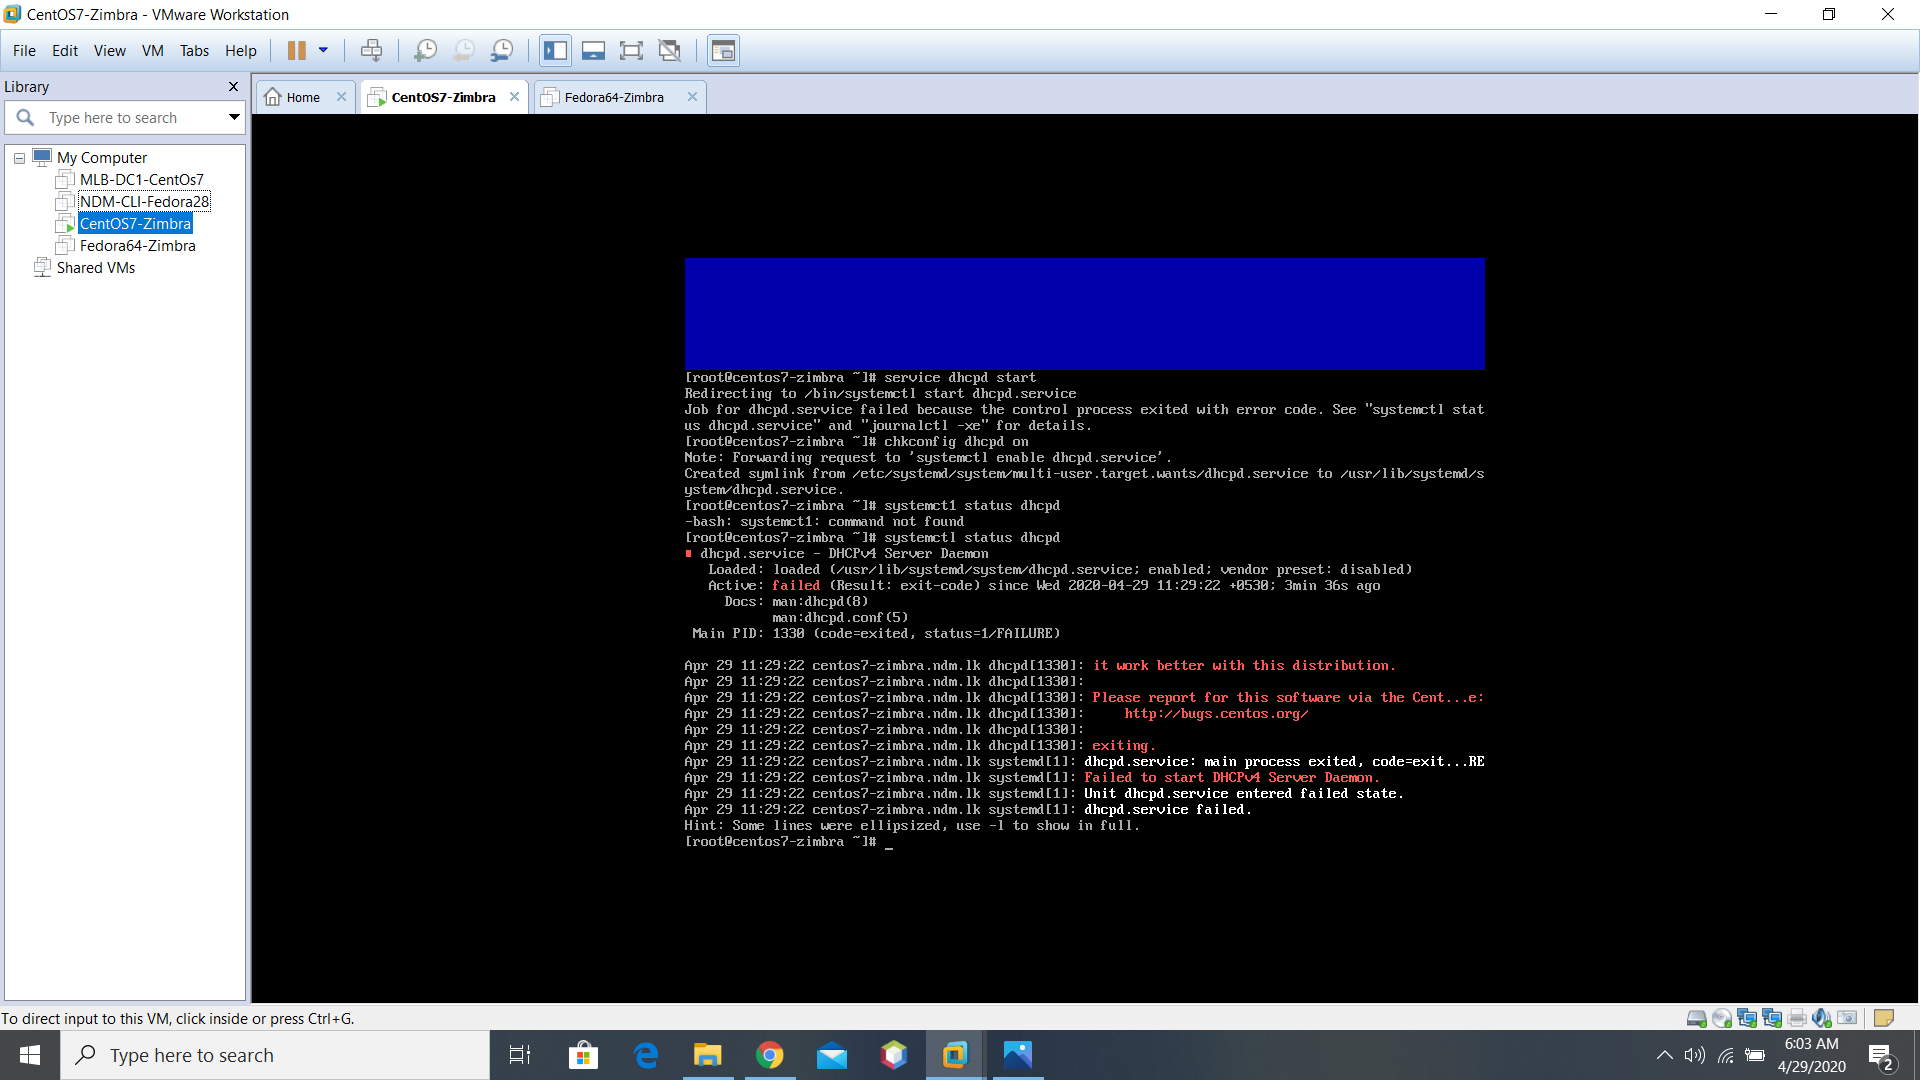 CentOS7-Zimbra - VMware Workstation
File Edit View VM Tabs Help
Library
Type here to search
Home
CentOS7-Zimbra
Fedora64-Zimbra
My Computer
MLB-DC1-CentOs7
NDM-CLI-Fedora28
CentOS7-Zimbra
Fedora64-Zimbra
Shared VMs
[root@centos7-zimbra ~]# service dhcpd start
Redirecting to /bin/systemctl start dhcpd.service
Job for dhcpd.service failed because the control process exited with error code. See "systemctl stat
us dhcpd.service" and "journalctl -xe" for details.
[root@centos7-zimbra ~]# chkconfig dhcpd on
Note: Forwarding request to 'systemctl enable dhcpd.service'.
Created symlink from /etc/systemd/system/multi-user.target.wants/dhcpd.service to /usr/lib/systemd/s
ystem/dhcpd.service.
[root@centos7-zimbra ~]# systemct1 status dhcpd
-bash: systemct1: command not found
[root@centos7-zimbra ~]# systemctl status dhcpd
dhcpd.service - DHCPv4 Server Daemon
Loaded: loaded (/usr/lib/systemd/system/dhcpd.service; enabled; vendor preset: disabled)
Active: failed (Result: exit-code) since Wed 2020-04-29 11:29:22 +0530; 3min 36s ago
Docs: man:dhcpd(8)
man:dhcpd.conf(5)
Main PID: 1330 (code=exited, status=1/FAILURE)
Apr 29 11:29:22 centos7-zimbra.ndm.lk dhcpd[1330]: it work better with this distribution.
Apr 29 11:29:22 centos7-zimbra.ndm.lk dhcpd[1330]:
Apr 29 11:29:22 centos7-zimbra.ndm.lk dhcpd[1330]: Please report for this software via the Cent...e:
Apr 29 11:29:22 centos7-zimbra.ndm.lk dhcpd[1330]: http://bugs.centos.org/
Apr 29 11:29:22 centos7-zimbra.ndm.lk dhcpd[1330]:
Apr 29 11:29:22 centos7-zimbra.ndm.lk dhcpd[1330]: exiting.
Apr 29 11:29:22 centos7-zimbra.ndm.lk systemd[1]: dhcpd.service: main process exited, code=exit...RE
Apr 29 11:29:22 centos7-zimbra.ndm.lk systemd[1]: Failed to start DHCPv4 Server Daemon.
Apr 29 11:29:22 centos7-zimbra.ndm.lk systemd[1]: Unit dhcpd.service entered failed state.
Apr 29 11:29:22 centos7-zimbra.ndm.lk systemd[1]: dhcpd.service failed.
Hint: Some lines were ellipsized, use -l to show in full.
[root@centos7-zimbra ~]# _
To direct input to this VM, click inside or press Ctrl+G.
Type here to search
6:03 AM
4/29/2020
2